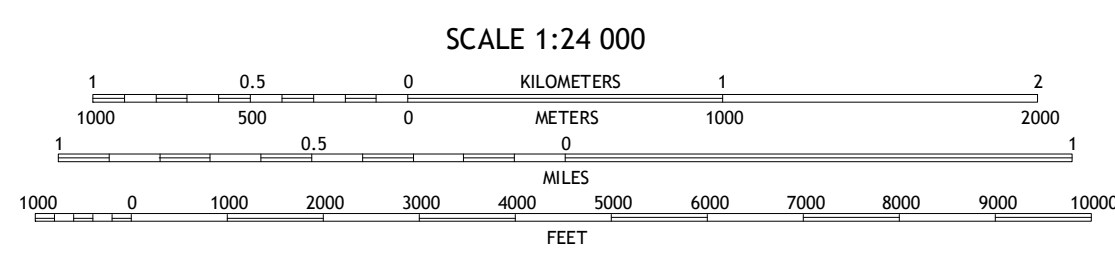 SCALE 1:24 000
1 0.5 0 KILOMETERS 1 2
1000 500 0 METERS 1000 2000
1 0.5 0 1
MILES
1000 0 1000 2000 3000 4000 5000 6000 7000 8000 9000 10000
FEET